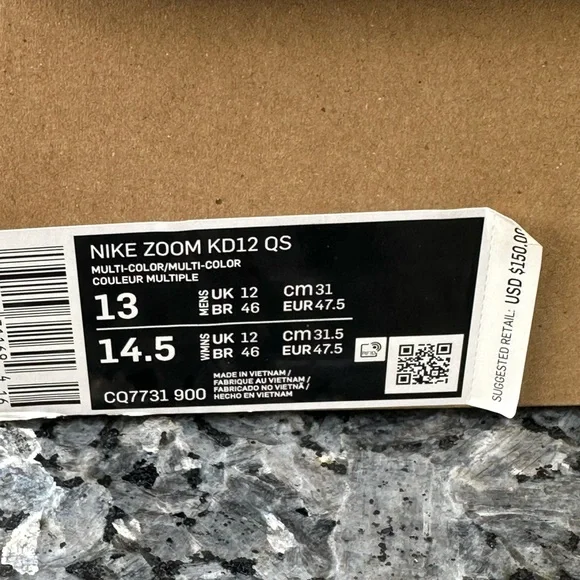 NIKE ZOOM KD12 QS
MULTI-COLOR/MULTI-COLOR
COULEUR MULTIPLE
13 MENS UK 12 cm 31
BR 46 EUR 47.5
14.5 WMNS UK 12 cm 31.5
BR 46 EUR 47.5
CQ7731 900
MADE IN VIETNAM /
FABRIQUÉ AU VIETNAM /
FABRICADO NO VIETNÃ /
HECHO EN VIETNAM
SUGGESTED RETAIL: USD $150.00